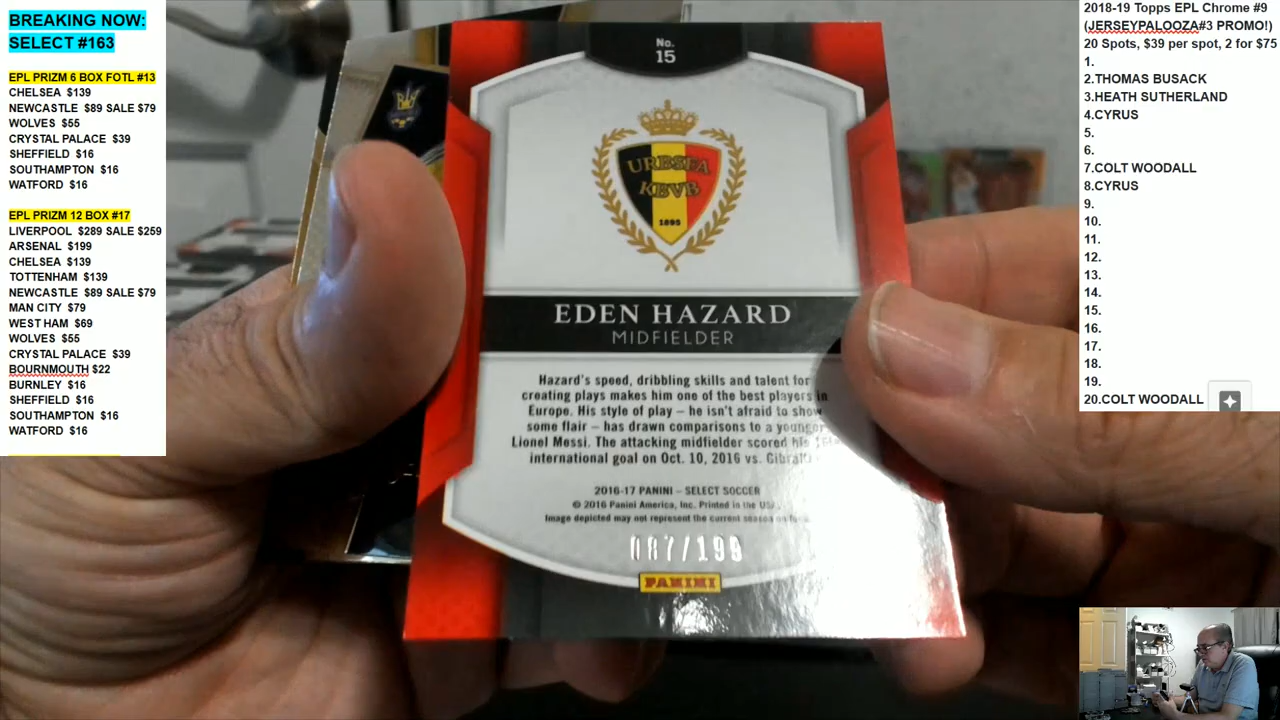 BREAKING NOW:
SELECT #163
EPL PRIZM 6 BOX FOTL #13
CHELSEA $139
NEWCASTLE $89 SALE $79
WOLVES $55
CRYSTAL PALACE $39
SHEFFIELD $16
SOUTHAMPTON $16
WATFORD $16
EPL PRIZM 12 BOX #17
LIVERPOOL $289 SALE $259
ARSENAL $199
CHELSEA $139
TOTTENHAM $139
NEWCASTLE $89 SALE $79
MAN CITY $79
WEST HAM $69
WOLVES $55
CRYSTAL PALACE $39
BOURNMOUTH $22
BURNLEY $16
SHEFFIELD $16
SOUTHAMPTON $16
WATFORD $16
No.
15
URBSFA
KBVB
1895
EDEN HAZARD
MIDFIELDER
Hazard's speed, dribbling skills and talent for
creating plays makes him one of the best players in
Europe. His style of play – he isn't afraid to show
some flair – has drawn comparisons to a younger
Lionel Messi. The attacking midfielder scored his
international goal on Oct. 10, 2016 vs.
2016-17 PANINI – SELECT SOCCER
© 2016 Panini America, Inc. Printed in the USA.
Image depicted may not represent the current season
087/199
PANINI
2018-19 Topps EPL Chrome #9
(JERSEYPALOOZA#3 PROMO!)
20 Spots, $39 per spot, 2 for $75
1.
2.THOMAS BUSACK
3.HEATH SUTHERLAND
4.CYRUS
5.
6.
7.COLT WOODALL
8.CYRUS
9.
10.
11.
12.
13.
14.
15.
16.
17.
18.
19.
20.COLT WOODALL